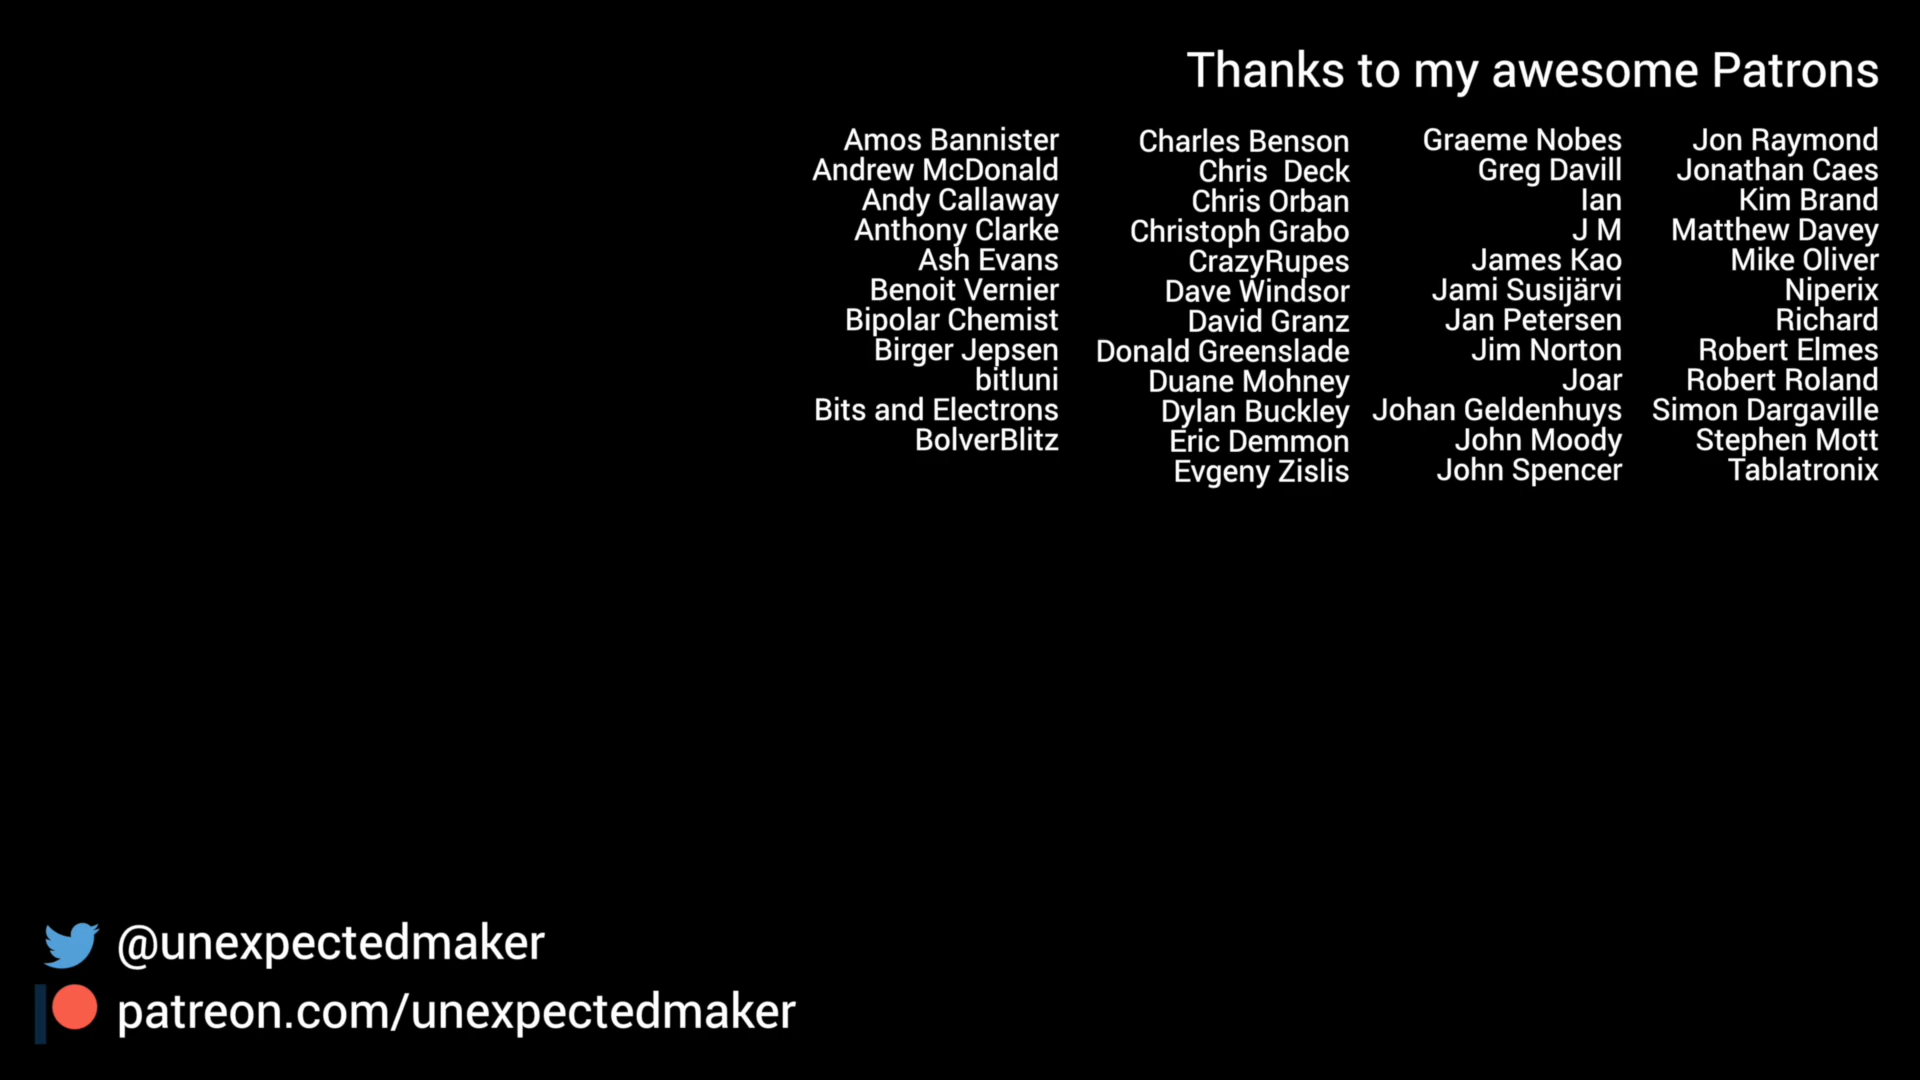 Thanks to my awesome Patrons
Amos Bannister
Andrew McDonald
Andy Callaway
Anthony Clarke
Ash Evans
Benoit Vernier
Bipolar Chemist
Birger Jepsen
bitluni
Bits and Electrons
BolverBlitz
Charles Benson
Chris  Deck
Chris Orban
Christoph Grabo
CrazyRupes
Dave Windsor
David Granz
Donald Greenslade
Duane Mohney
Dylan Buckley
Eric Demmon
Evgeny Zislis
Graeme Nobes
Greg Davill
Ian
J M
James Kao
Jami Susijärvi
Jan Petersen
Jim Norton
Joar
Johan Geldenhuys
John Moody
John Spencer
Jon Raymond
Jonathan Caes
Kim Brand
Matthew Davey
Mike Oliver
Niperix
Richard
Robert Elmes
Robert Roland
Simon Dargaville
Stephen Mott
Tablatronix
@unexpectedmaker
patreon.com/unexpectedmaker